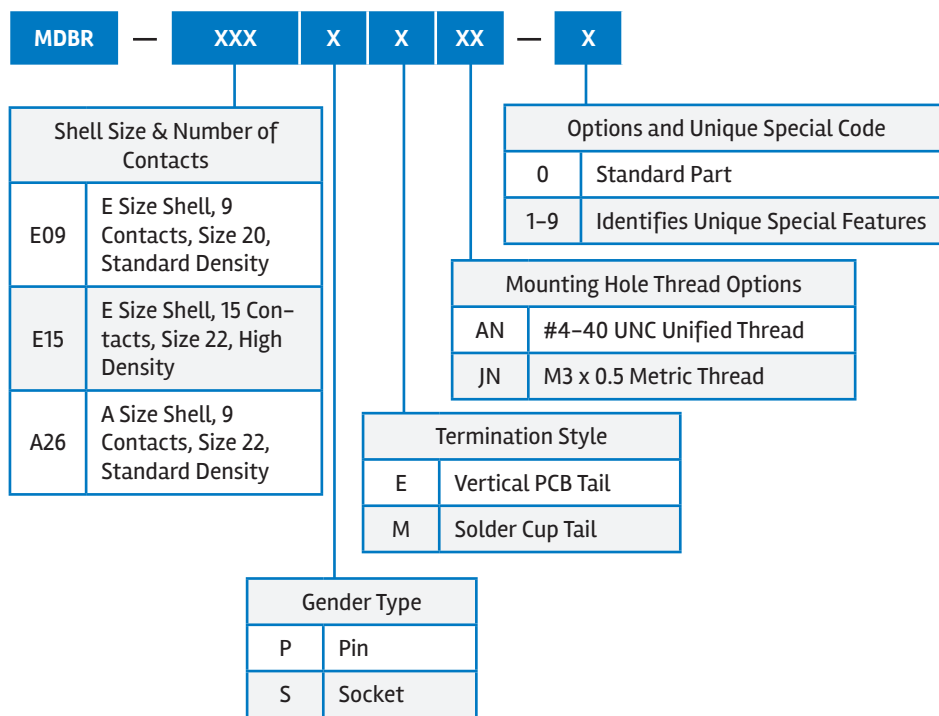 MDBR — XXX X X XX — X
Shell Size & Number of
Contacts
E09
E Size Shell, 9
Contacts, Size 20,
Standard Density
E15
E Size Shell, 15 Con-
tacts, Size 22, High
Density
A26
A Size Shell, 9
Contacts, Size 22,
Standard Density
Gender Type
P Pin
S Socket
Termination Style
E Vertical PCB Tail
M Solder Cup Tail
Mounting Hole Thread Options
AN #4-40 UNC Unified Thread
JN M3 x 0.5 Metric Thread
Options and Unique Special Code
0 Standard Part
1-9 Identifies Unique Special Features